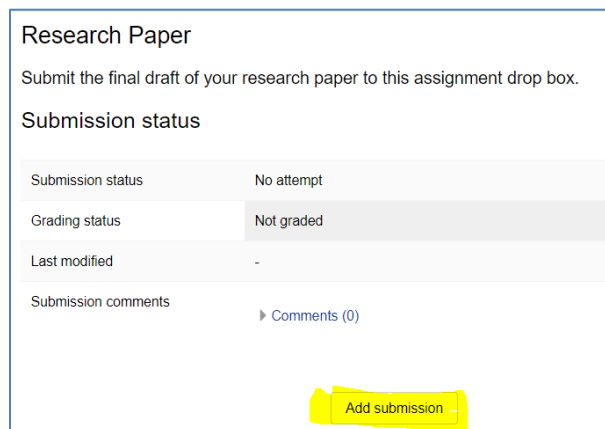 Research Paper
Submit the final draft of your research paper to this assignment drop box.
Submission status
Submission status No attempt
Grading status Not graded
Last modified -
Submission comments Comments (0)
Add submission